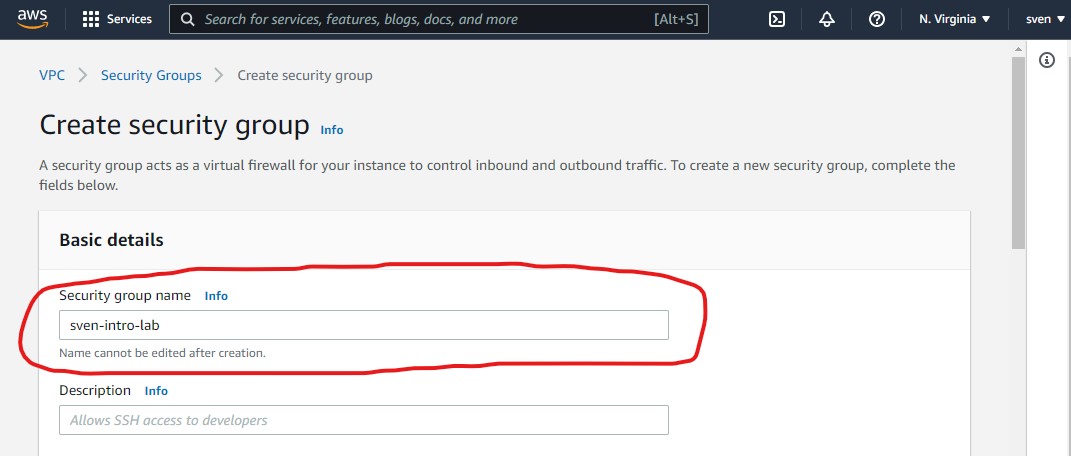 aws Services Search for services, features, blogs, docs, and more [Alt+S] N. Virginia sven
VPC Security Groups Create security group
Create security group Info
A security group acts as a virtual firewall for your instance to control inbound and outbound traffic. To create a new security group, complete the
fields below.
Basic details
Security group name Info
sven-intro-lab
Name cannot be edited after creation.
Description Info
Allows SSH access to developers